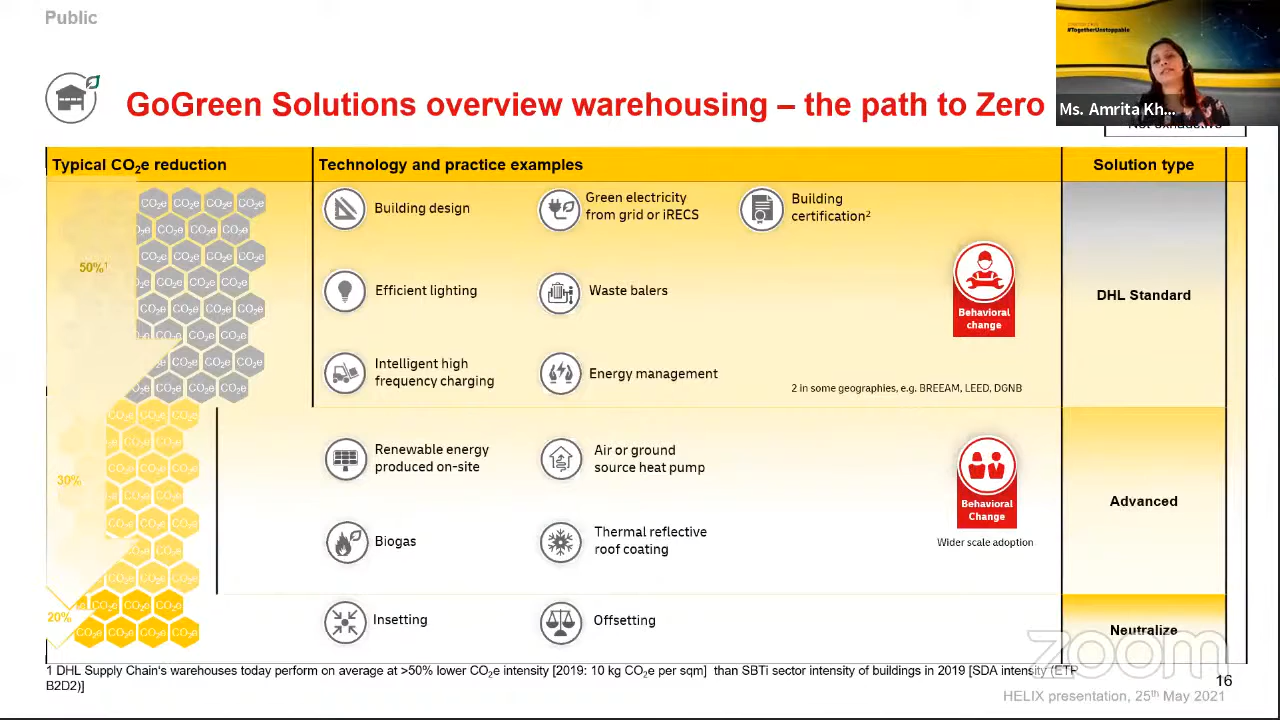 Public
#TogetherUnstoppable
Ms. Amrita Kh...
GoGreen Solutions overview warehousing – the path to Zero
Typical CO₂e reduction
Technology and practice examples
Solution type
50%¹
Building design
Green electricity
from grid or iRECS
Building
certification²
Efficient lighting
Waste balers
Behavioral
change
DHL Standard
Intelligent high
frequency charging
Energy management
2 in some geographies, e.g. BREEAM, LEED, DGNB
30%
Renewable energy
produced on-site
Air or ground
source heat pump
Behavioral
Change
Wider scale adoption
Advanced
Biogas
Thermal reflective
roof coating
20%
Insetting
Offsetting
Neutralize
zoom
1 DHL Supply Chain's warehouses today perform on average at >50% lower CO₂e intensity [2019: 10 kg CO₂e per sqm] than SBTi sector intensity of buildings in 2019 [SDA intensity (ETP
B2D2)]
16
HELIX presentation, 25th May 2021